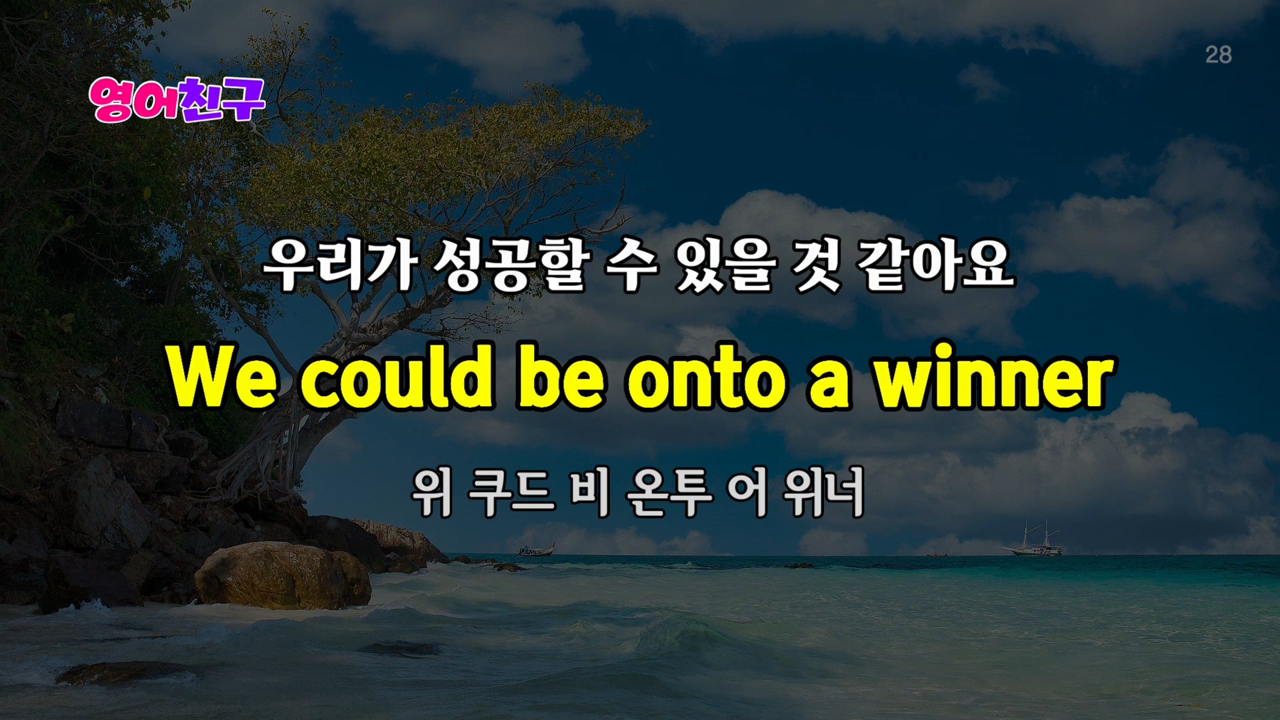 28
영어친구
우리가 성공할 수 있을 것 같아요
We could be onto a winner
위 쿠드 비 온투 어 위너